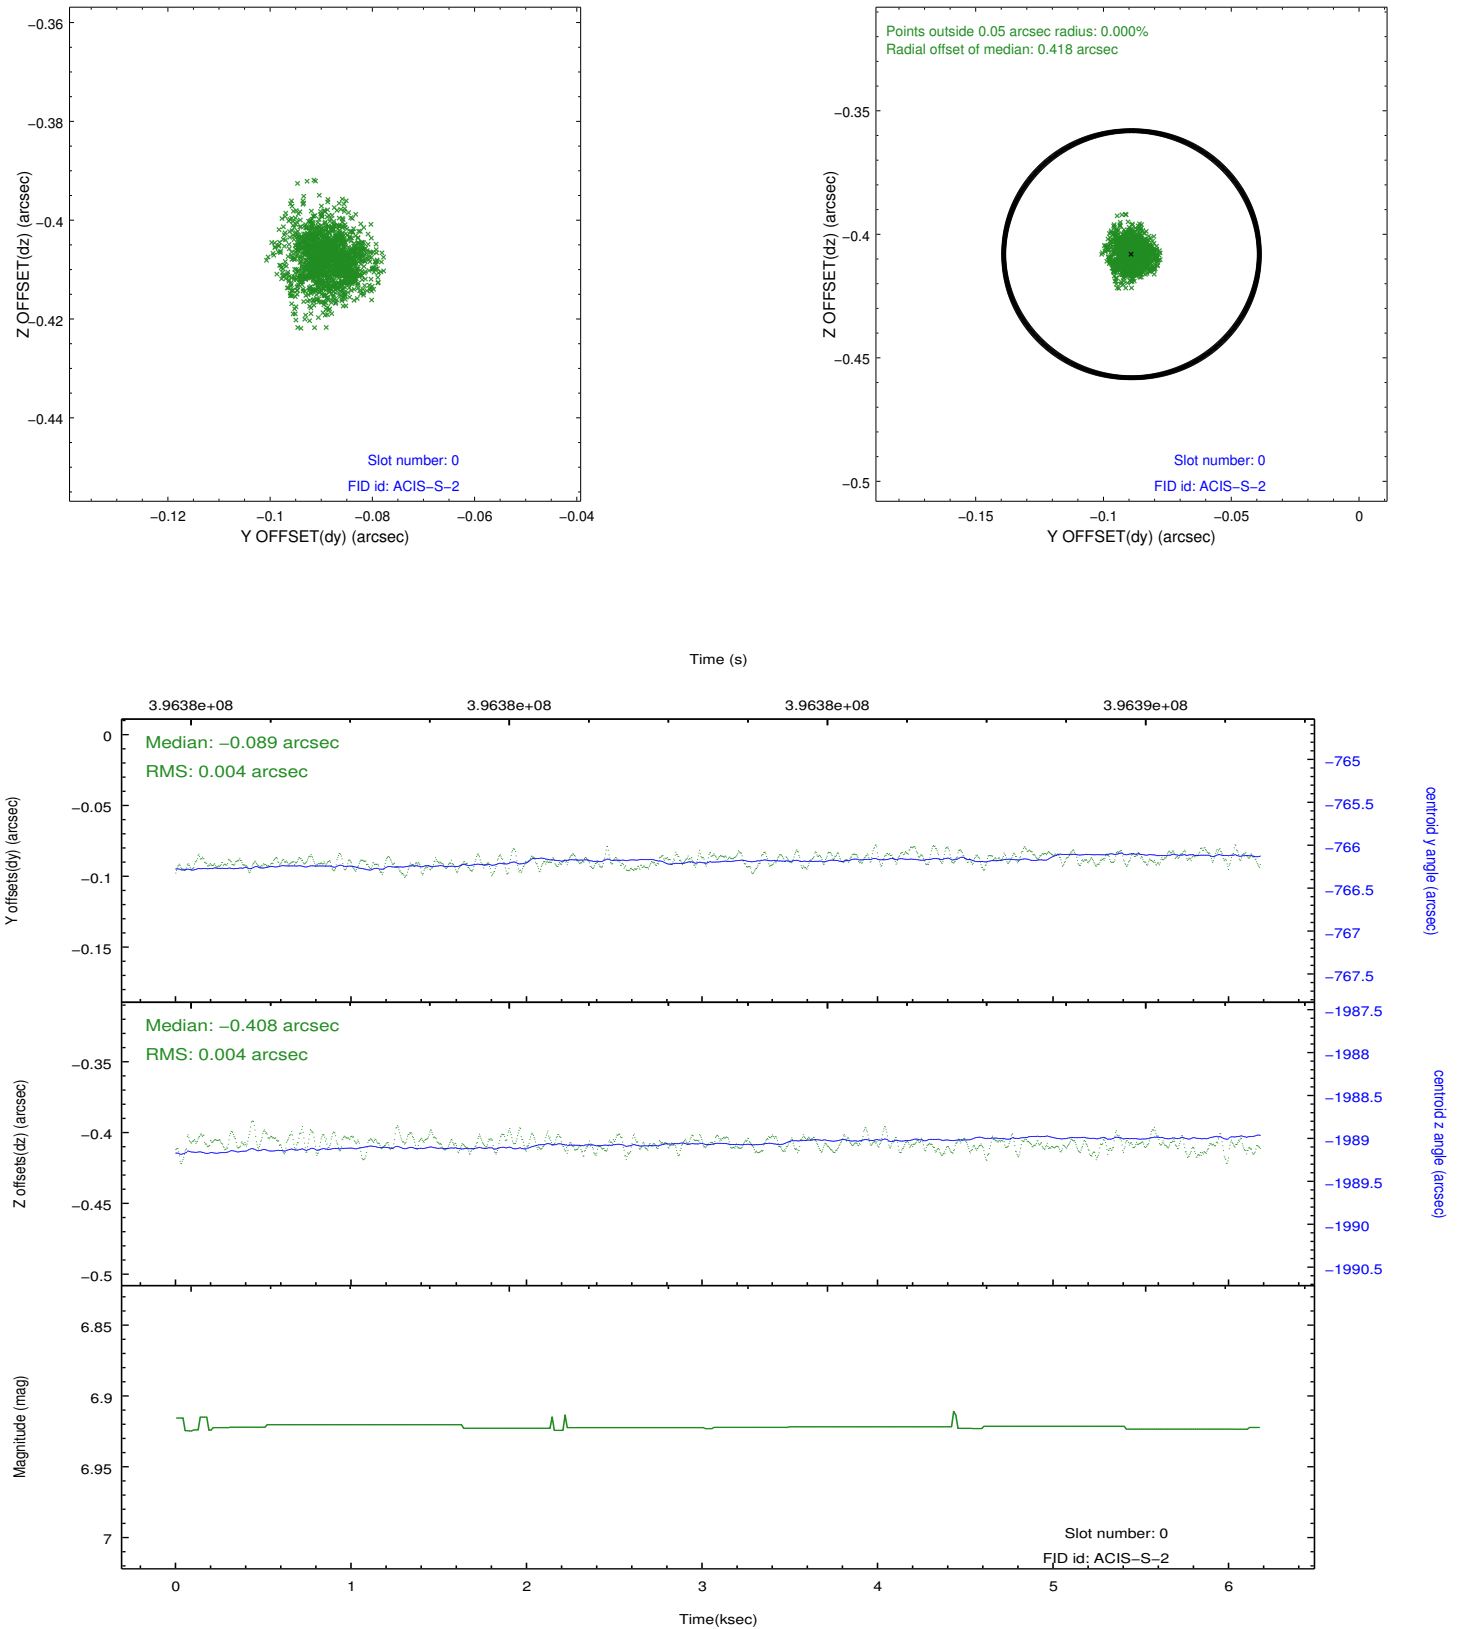 −0.36
−0.38
−0.4
−0.42
−0.44
Z OFFSET(dz) (arcsec)
Slot number: 0
FID id: ACIS−S−2
−0.12
−0.1
−0.08
−0.06
−0.04
Y OFFSET(dy) (arcsec)
Points outside 0.05 arcsec radius: 0.000%
Radial offset of median: 0.418 arcsec
−0.35
−0.4
−0.45
−0.5
Z OFFSET(dz) (arcsec)
Slot number: 0
FID id: ACIS−S−2
−0.15
−0.1
−0.05
0
Y OFFSET(dy) (arcsec)
Time (s)
3.9638e+08
3.9638e+08
3.9638e+08
3.9639e+08
Median: −0.089 arcsec
RMS: 0.004 arcsec
0
−0.05
−0.1
−0.15
Y offsets(dy) (arcsec)
−765
−765.5
−766
−766.5
−767
−767.5
centroid y angle (arcsec)
Median: −0.408 arcsec
RMS: 0.004 arcsec
−0.35
−0.4
−0.45
−0.5
Z offsets(dz) (arcsec)
−1987.5
−1988
−1988.5
−1989
−1989.5
−1990
−1990.5
centroid z angle (arcsec)
6.85
6.9
6.95
7
Magnitude (mag)
Slot number: 0
FID id: ACIS−S−2
0
1
2
3
4
5
6
Time(ksec)